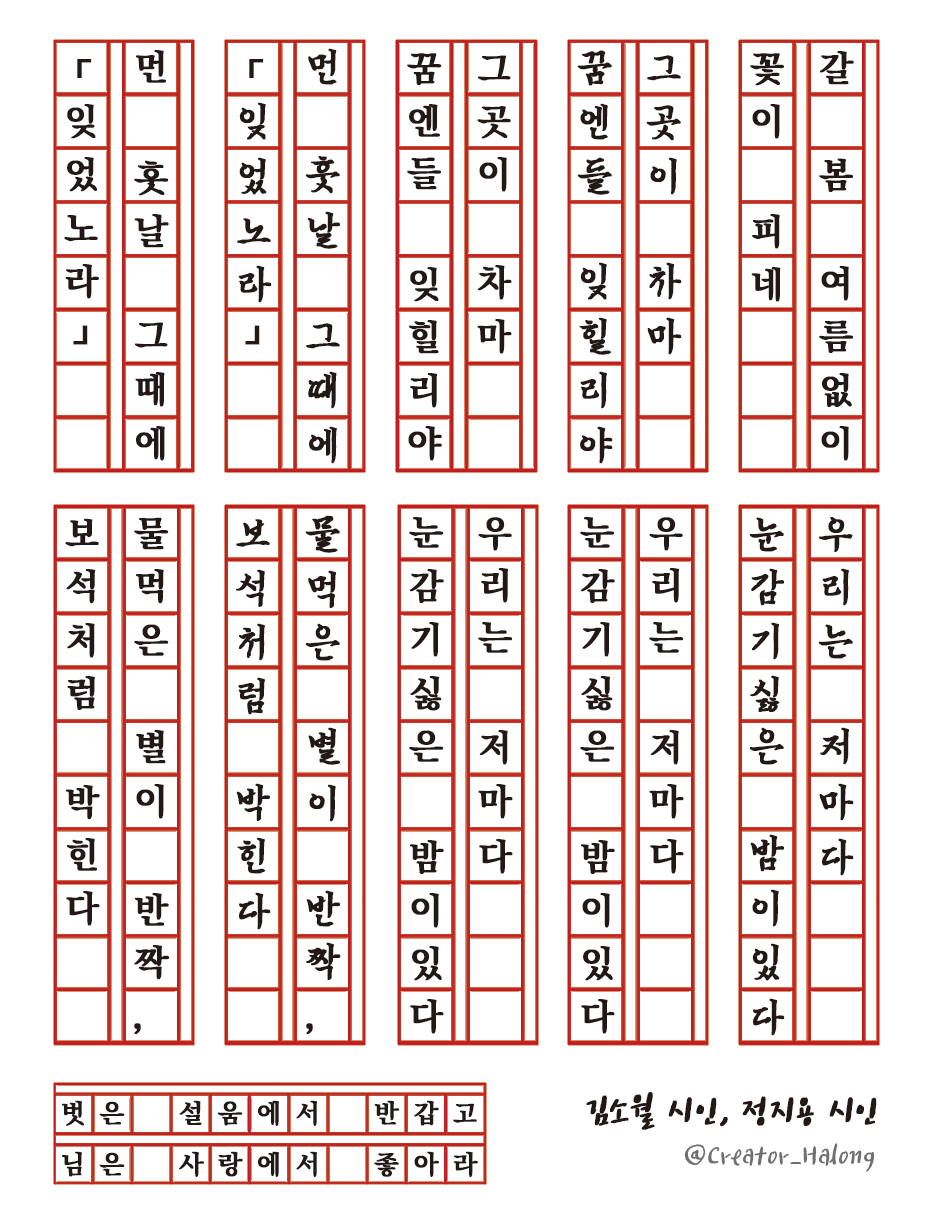 갈 봄 여름없이
꽃이 피네
그곳이 차마
꿈엔들 잊힐리야
그곳이 차마
꿈엔들 잊힐리야
먼 훗날 그때에
「잊었노라」
먼 훗날 그때에
「잊었노라」
우리는 저마다
눈감기싫은 밤이있다
우리는 저마다
눈감기싫은 밤이있다
우리는 저마다
눈감기싫은 밤이있다
물먹은 별이 반짝,
보석처럼 박힌다
물먹은 별이 반짝,
보석처럼 박힌다
벗은 설움에서 반갑고
님은 사랑에서 좋아라
김소월 시인, 정지용 시인
@Creator_Halong